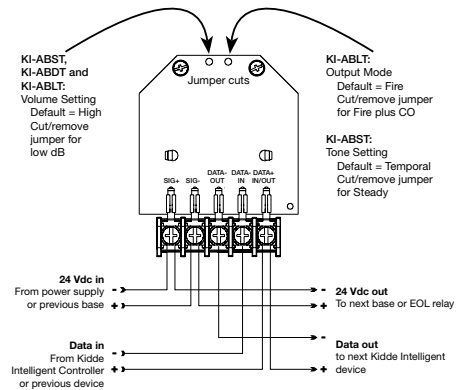 KI-ABST,
KI-ABDT and
KI-ABLT:
Volume Setting
Default = High
Cut/remove
jumper for
low dB
Jumper cuts
KI-ABLT:
Output Mode
Default = Fire
Cut/remove jumper
for Fire plus CO
KI-ABST:
Tone Setting
Default = Temporal
Cut/remove jumper
for Steady
SIG+ SIG- DATA-OUT DATA-IN DATA+ IN/OUT
24 Vdc in
From power supply -
or previous base +
- 24 Vdc out
+ To next base or EOL relay
Data in
From Kidde -
Intelligent Controller +
or previous device
- Data out
to next Kidde Intelligent
+ device